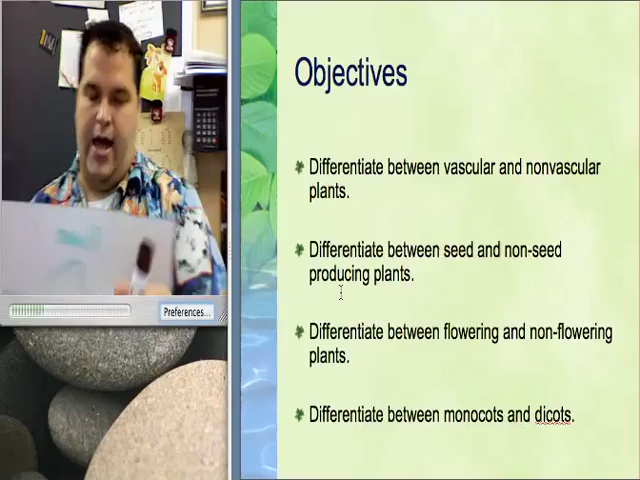 Objectives
Differentiate between vascular and nonvascular
plants.
Differentiate between seed and non-seed
producing plants.
Differentiate between flowering and non-flowering
plants.
Differentiate between monocots and dicots.
Preferences...